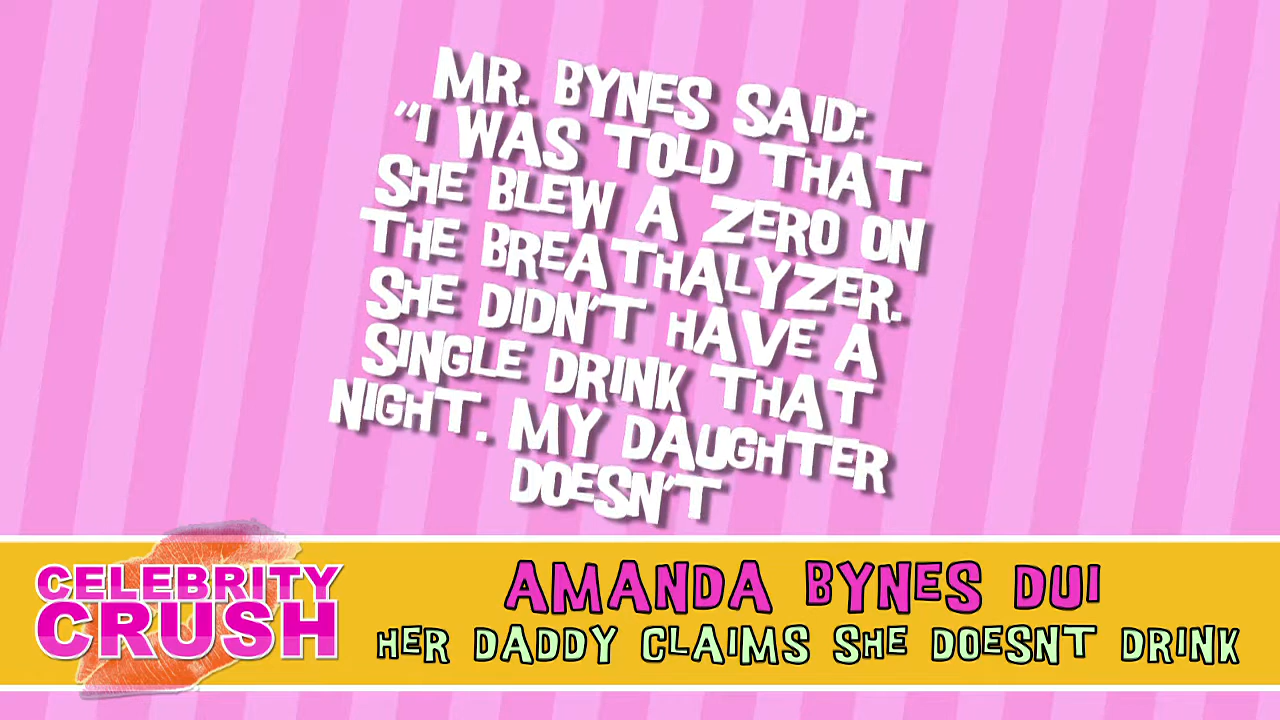 MR. BYNES SAID:
"I WAS TOLD THAT
SHE BLEW A ZERO ON
THE BREATHALYZER.
SHE DIDN'T HAVE A
SINGLE DRINK THAT
NIGHT. MY DAUGHTER
DOESN'T
CELEBRITY
CRUSH
AMANDA BYNES DUI
HER DADDY CLAIMS SHE DOESNT DRINK